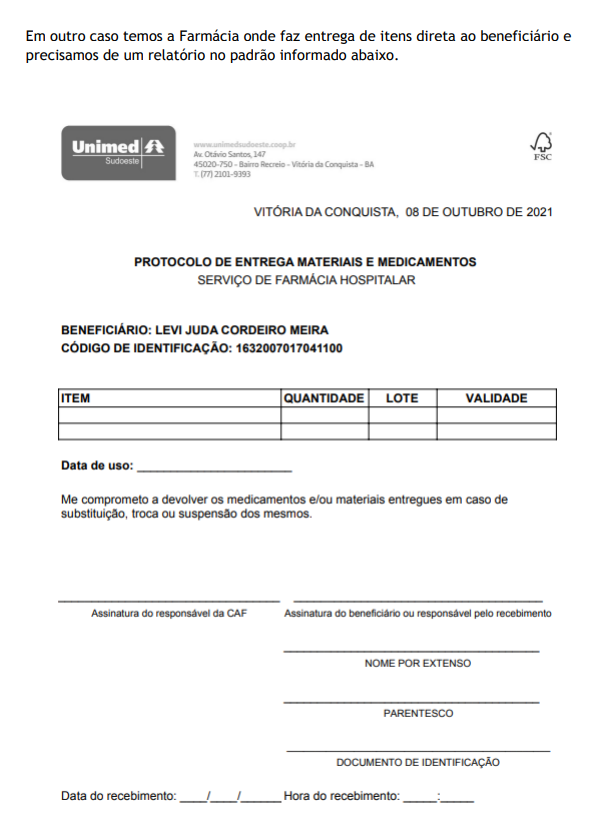 Em outro caso temos a Farmácia onde faz entrega de itens direta ao beneficiário e
precisamos de um relatório no padrão informado abaixo.
Unimed
Sudoeste
www.unimedsudoeste.coop.br
Av. Otávio Santos, 147
45020-750 - Bairro Recreio - Vitória da Conquista - BA
T. (77) 2101-9393
FSC
VITÓRIA DA CONQUISTA, 08 DE OUTUBRO DE 2021
PROTOCOLO DE ENTREGA MATERIAIS E MEDICAMENTOS
SERVIÇO DE FARMÁCIA HOSPITALAR
BENEFICIÁRIO: LEVI JUDA CORDEIRO MEIRA
CÓDIGO DE IDENTIFICAÇÃO: 1632007017041100
ITEM QUANTIDADE LOTE VALIDADE
Data de uso: _______________________
Me comprometo a devolver os medicamentos e/ou materiais entregues em caso de
substituição, troca ou suspensão dos mesmos.
Assinatura do responsável da CAF Assinatura do beneficiário ou responsável pelo recebimento
NOME POR EXTENSO
PARENTESCO
DOCUMENTO DE IDENTIFICAÇÃO
Data do recebimento: ____/____/______ Hora do recebimento: _____:_____